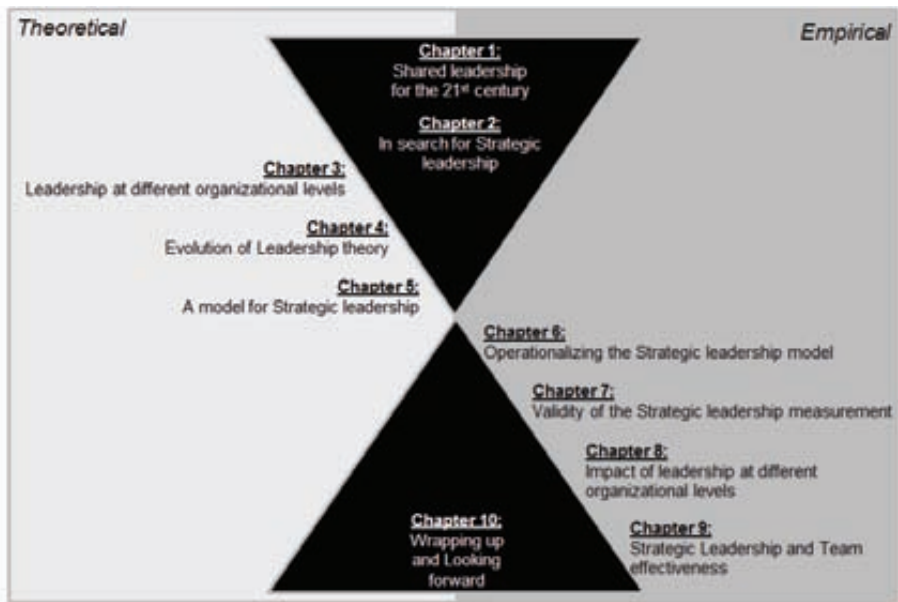 Theoretical
Empirical
Chapter 1:
Shared leadership
for the 21st century
Chapter 2:
In search for Strategic
leadership
Chapter 3:
Leadership at different organizational levels
Chapter 4:
Evolution of Leadership theory
Chapter 5:
A model for Strategic leadership
Chapter 6:
Operationalizing the Strategic leadership model
Chapter 7:
Validity of the Strategic leadership measurement
Chapter 8:
Impact of leadership at different
organizational levels
Chapter 9:
Strategic Leadership and Team
effectiveness
Chapter 10:
Wrapping up
and Looking
forward